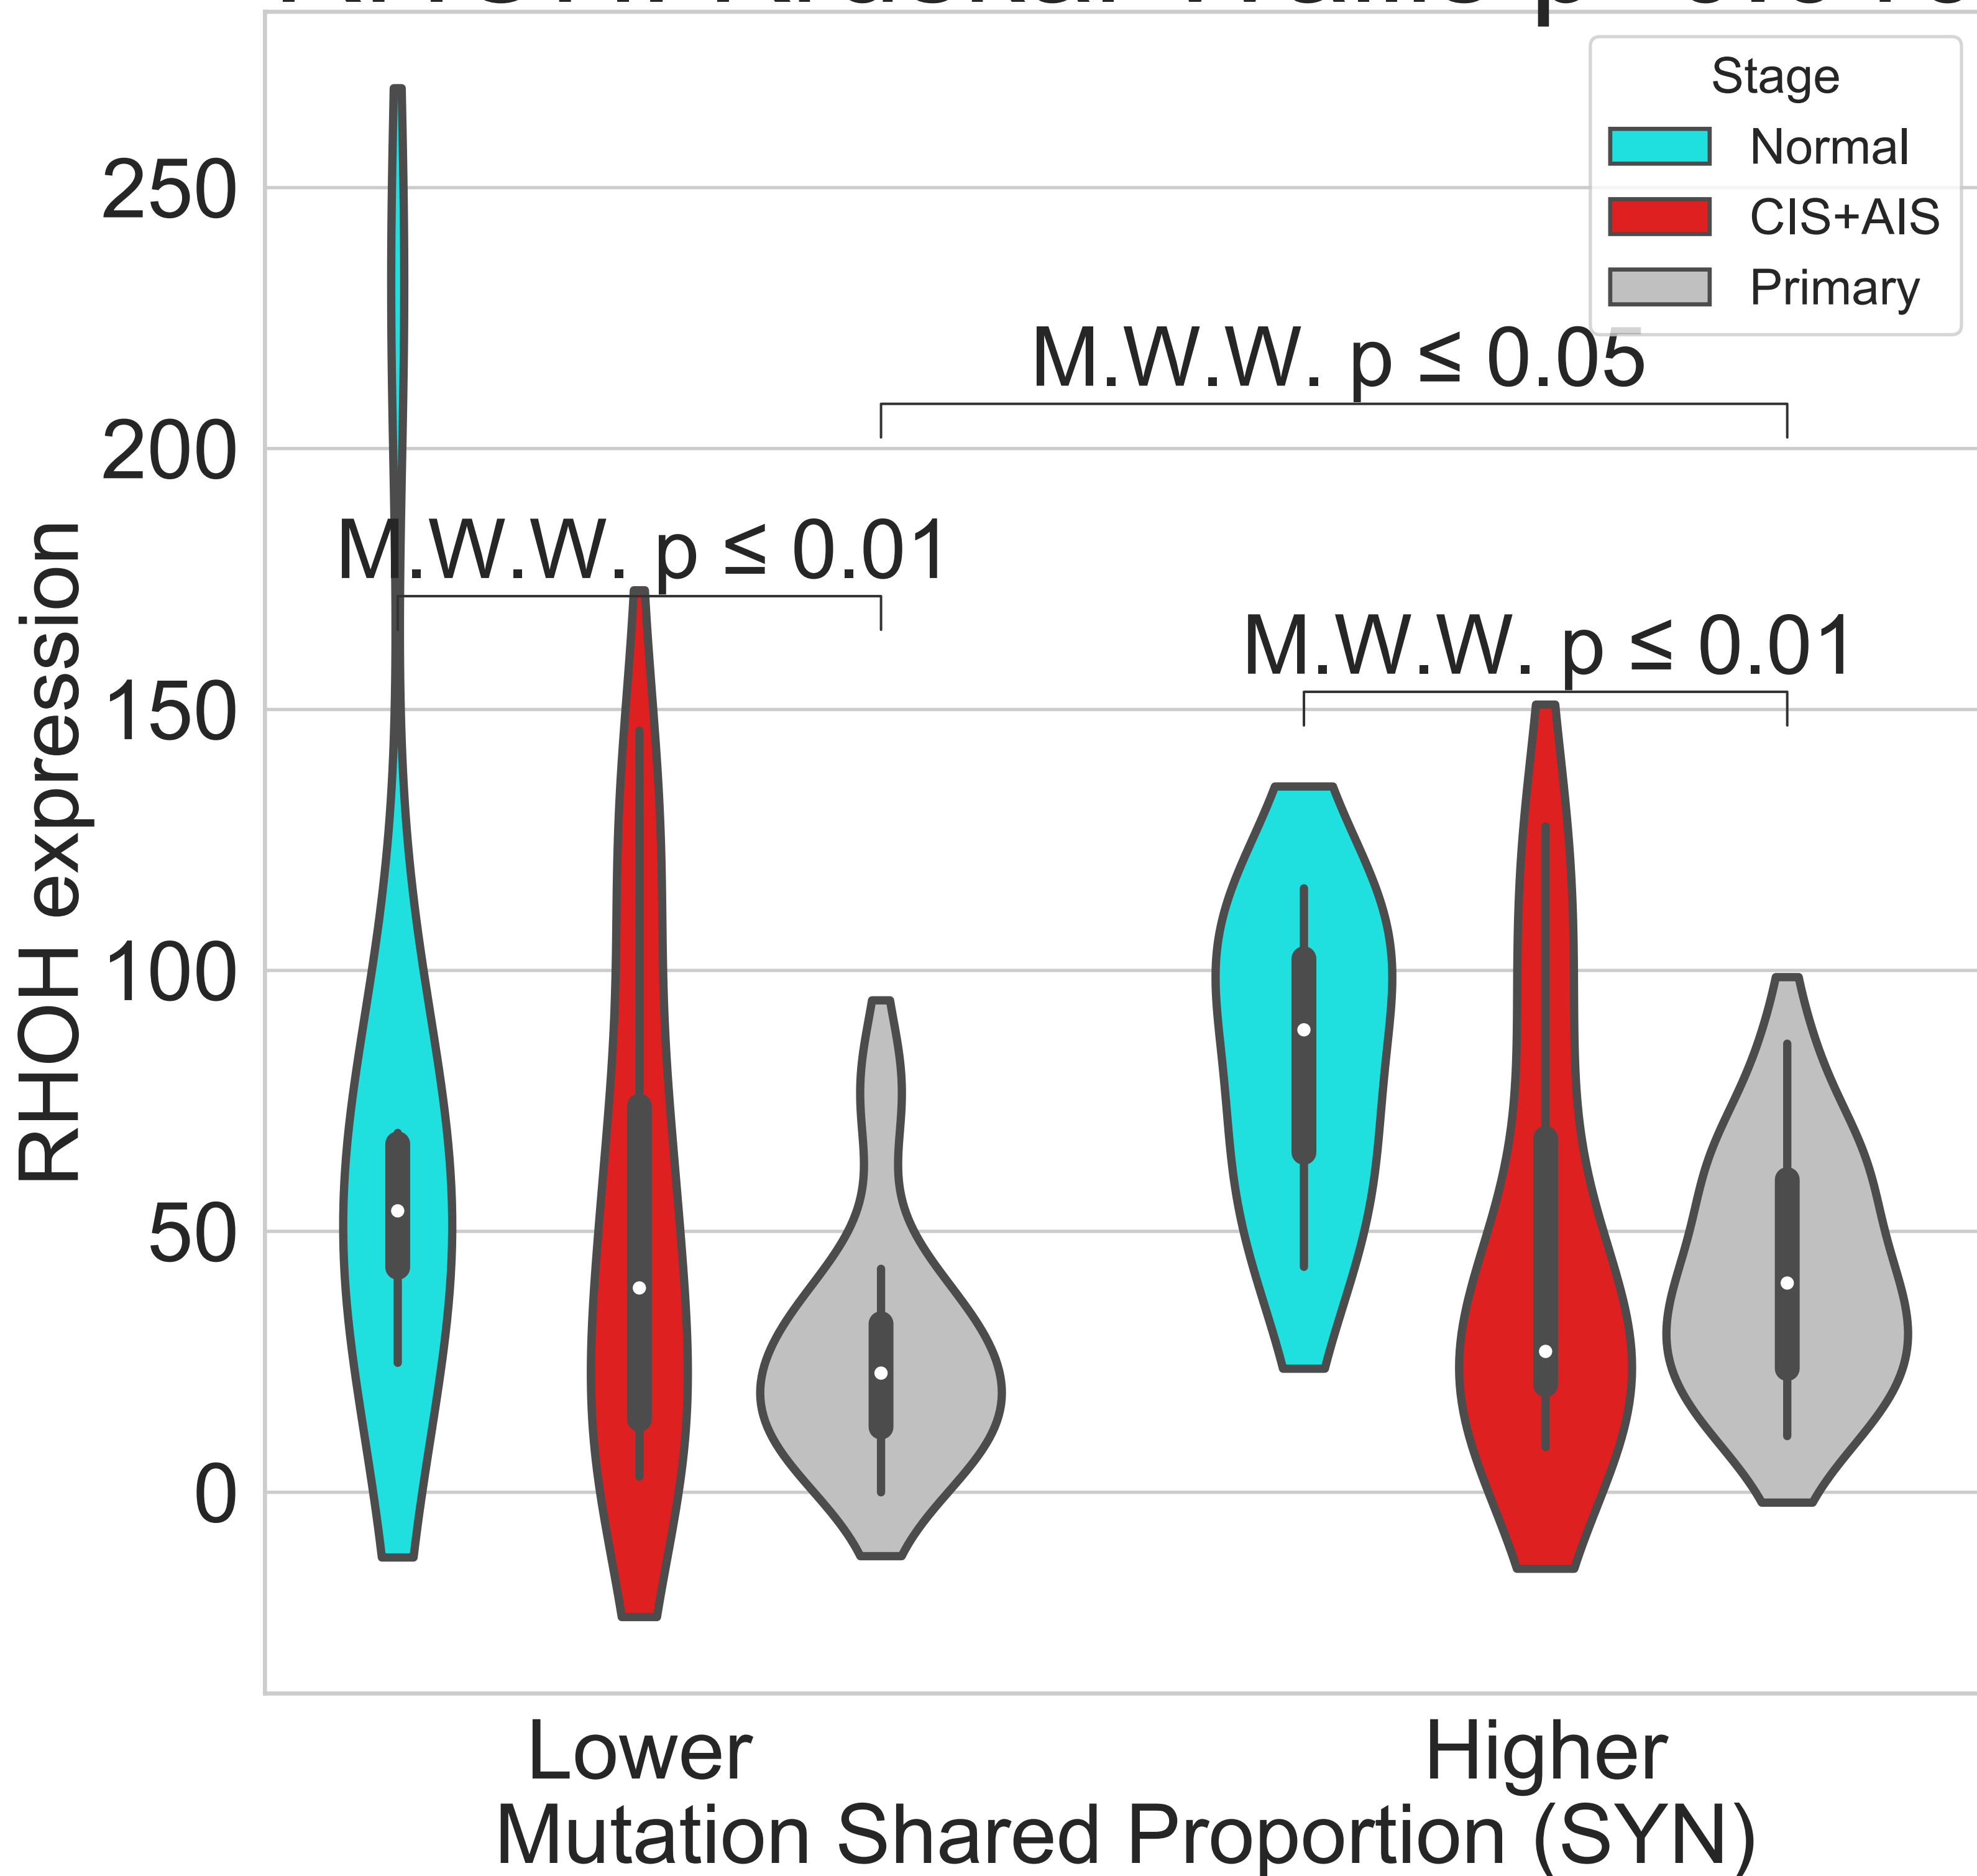 Stage
Normal
CIS+AIS
Primary
250
200
150
100
50
0
RHOH expression
M.W.W. p ≤ 0.05
M.W.W. p ≤ 0.01
M.W.W. p ≤ 0.01
Lower
Higher
Mutation Shared Proportion (SYN)